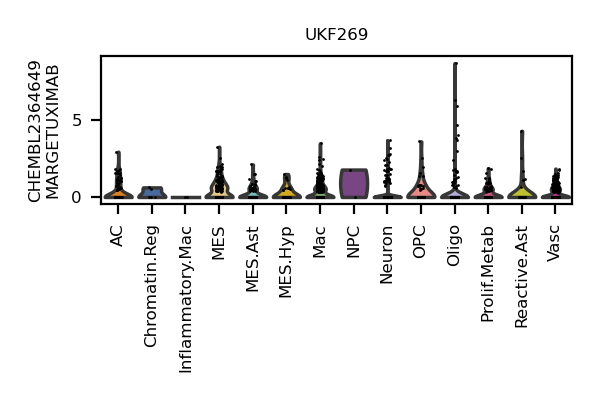 UKF269
CHEMBL2364649
MARGETUXIMAB
5
0
AC
Chromatin.Reg
Inflammatory.Mac
MES
MES.Ast
MES.Hyp
Mac
NPC
Neuron
OPC
Oligo
Prolif.Metab
Reactive.Ast
Vasc